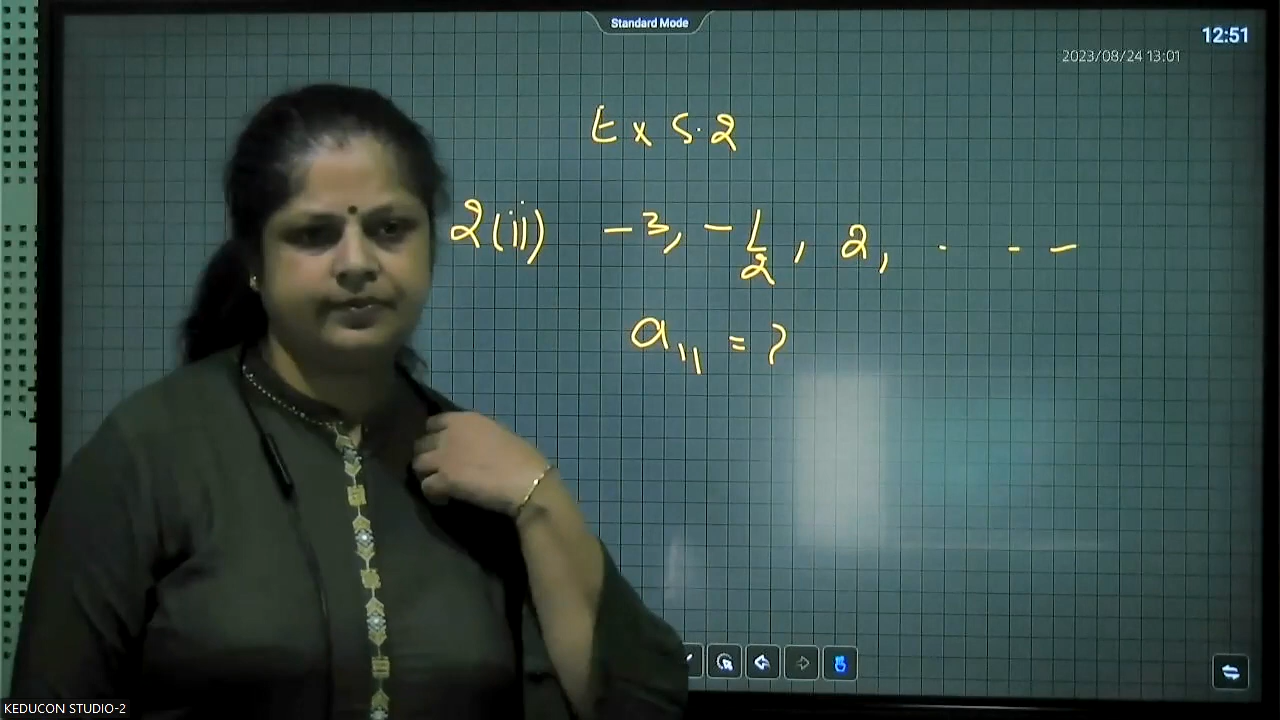 Standard Mode
12:51
2023/08/24 13:01
Ex 5.2
2(ii) -3, -1/2, 2, . . -
a11 = ?
KEDUCON STUDIO-2